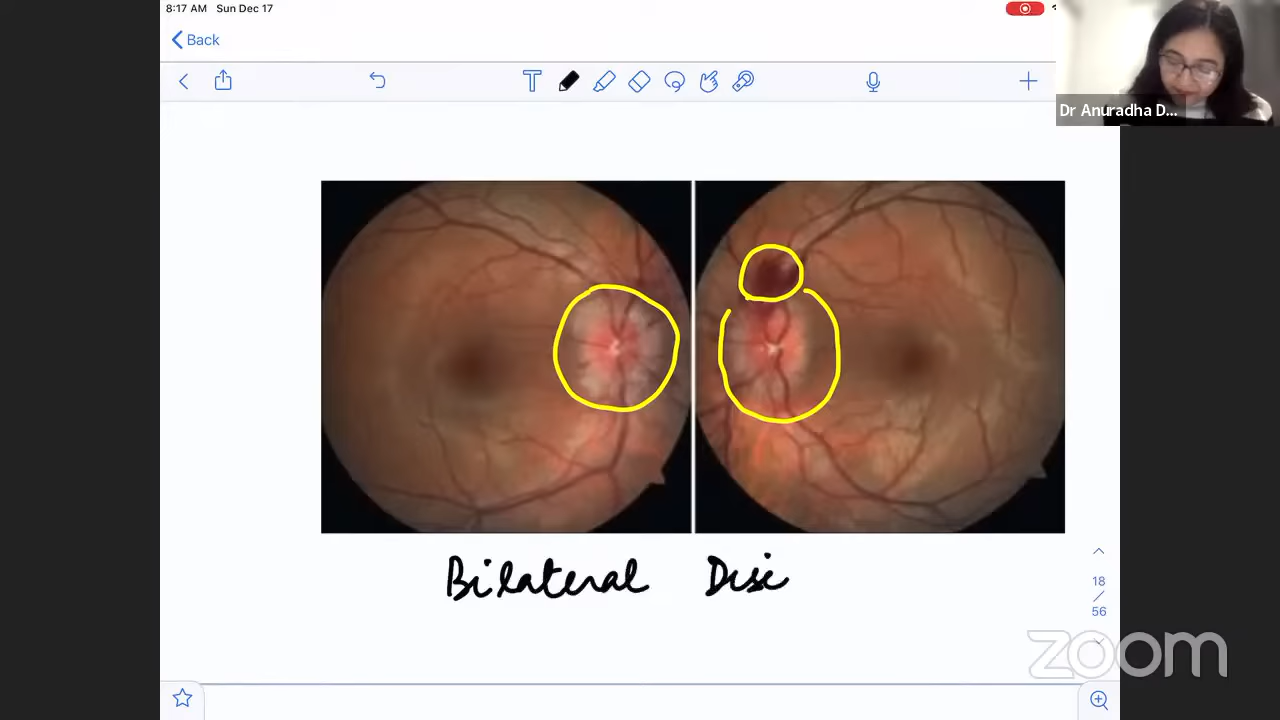 8:17 AM Sun Dec 17
Back
T
Dr Anuradha D...
Bilateral Disc
18
/
56
zoom